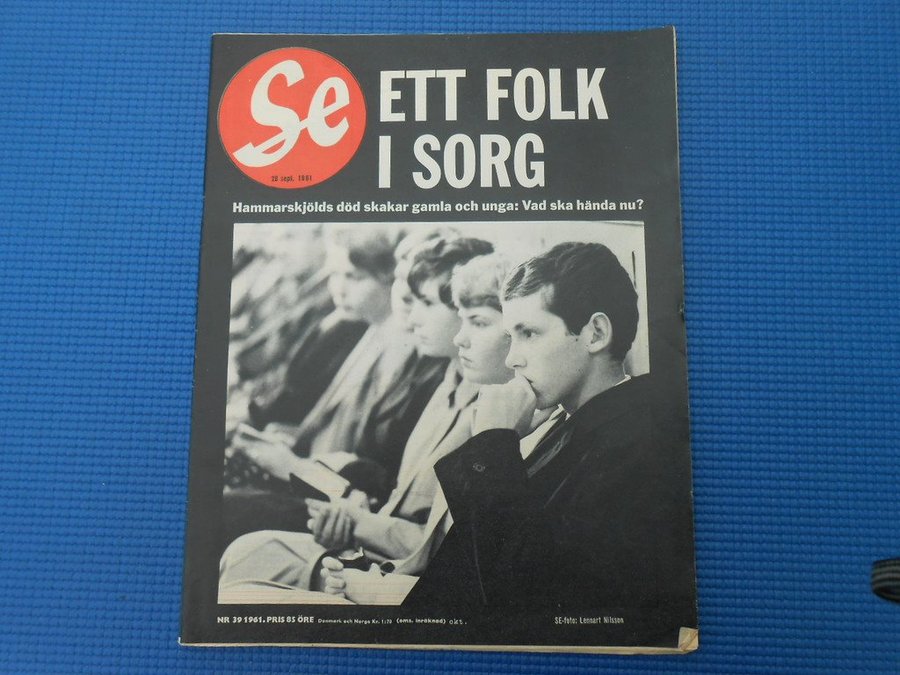 Se
28 sept. 1961
ETT FOLK
I SORG
Hammarskjölds död skakar gamla och unga: Vad ska hända nu?
NR 39 1961. PRIS 85 ÖRE Danmark och Norge Kr. 1:70 (oms. inräknad) okt.
SE-foto: Lennart Nilsson